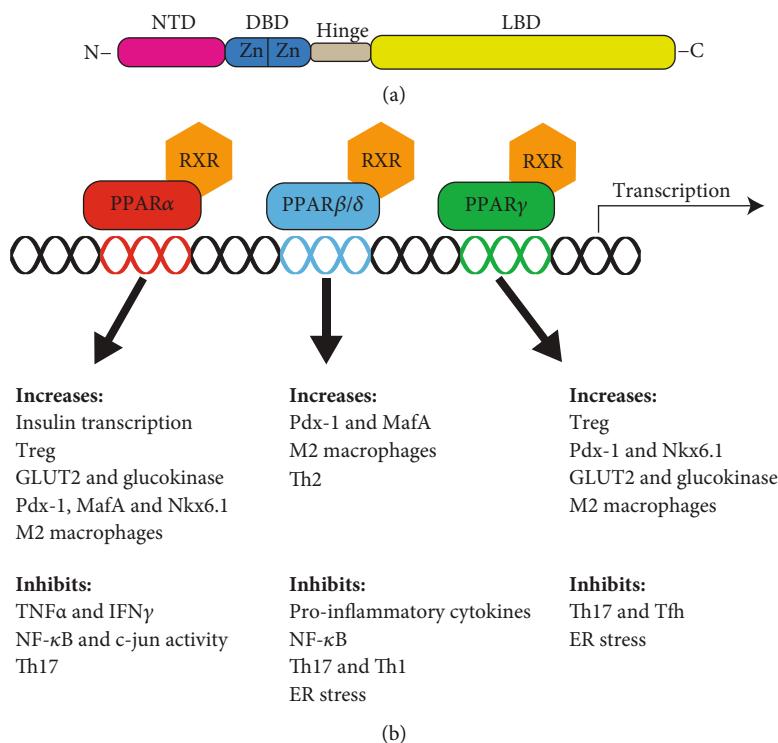 NTD DBD Hinge LBD
N– Zn Zn –C
(a)
RXR RXR RXR
PPARα PPARβ/δ PPARγ Transcription
Increases:
Insulin transcription
Treg
GLUT2 and glucokinase
Pdx-1, MafA and Nkx6.1
M2 macrophages
Inhibits:
TNFα and IFNγ
NF-κB and c-jun activity
Th17
Increases:
Pdx-1 and MafA
M2 macrophages
Th2
Inhibits:
Pro-inflammatory cytokines
NF-κB
Th17 and Th1
ER stress
Increases:
Treg
Pdx-1 and Nkx6.1
GLUT2 and glucokinase
M2 macrophages
Inhibits:
Th17 and Tfh
ER stress
(b)